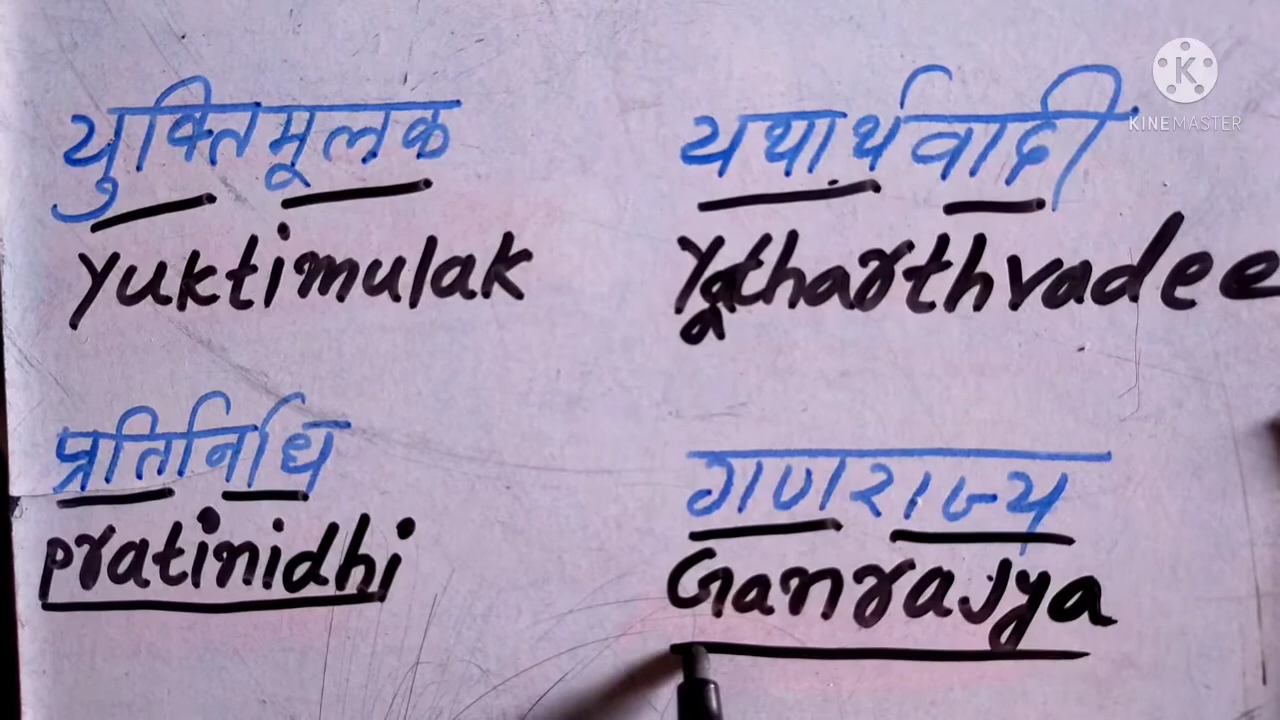 युक्तिमूलक
yuktimulak
यथार्थवादी
Yatharthvadee
प्रतिनिधि
pratinidhi
गणराज्य
Ganrajya
KINEMASTER